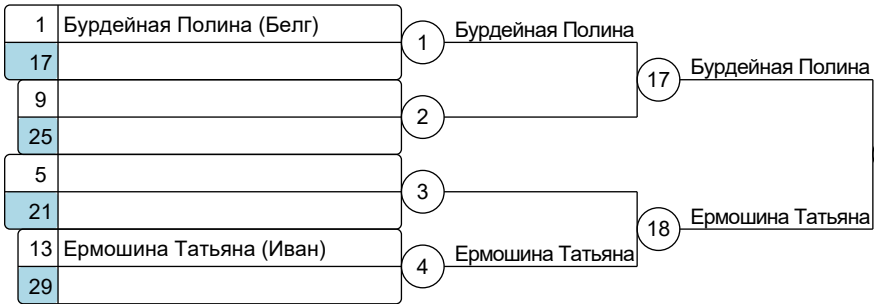 1 Бурдейная Полина (Белг)
1 Бурдейная Полина
17
17 Бурдейная Полина
9
2
25
5
3
21
18 Ермошина Татьяна
13 Ермошина Татьяна (Иван)
4 Ермошина Татьяна
29